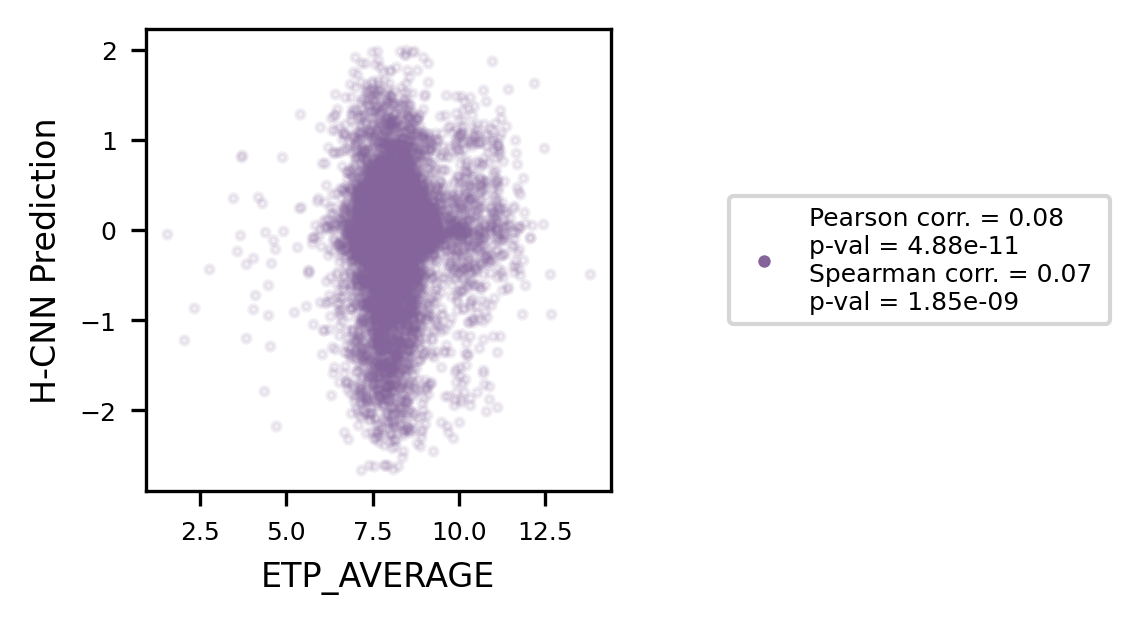 H-CNN Prediction
2
1
0
−1
−2
2.5 5.0 7.5 10.0 12.5
ETP_AVERAGE
Pearson corr. = 0.08
p-val = 4.88e-11
Spearman corr. = 0.07
p-val = 1.85e-09